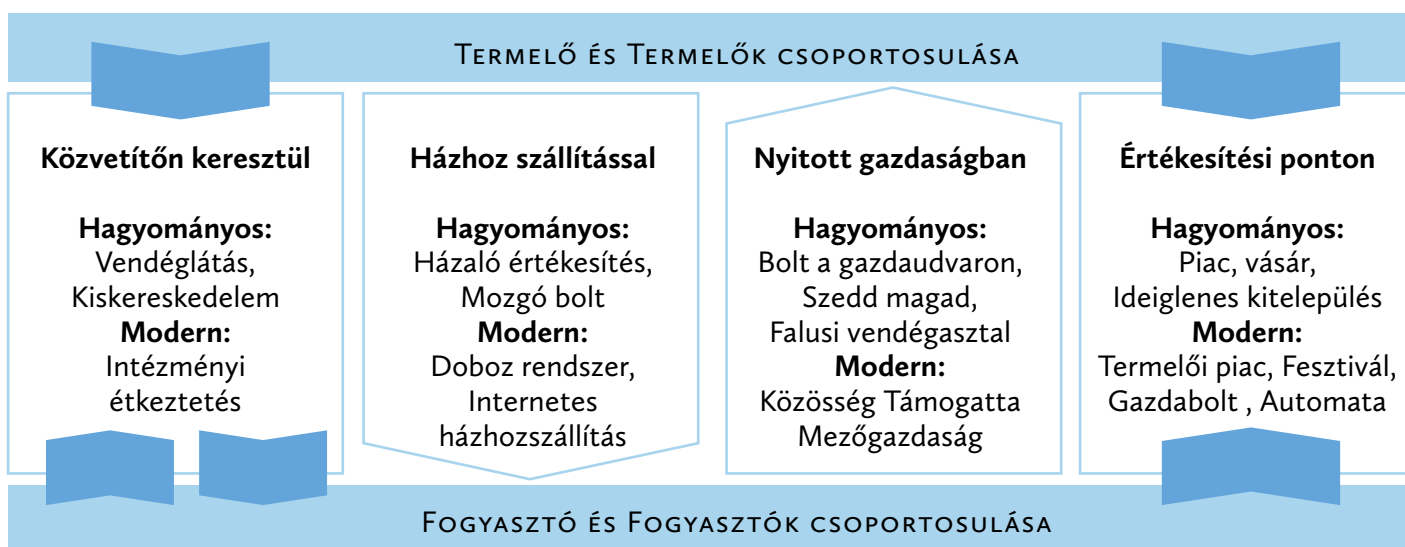 Termelő és Termelők csoportosulása
Közvetítőn keresztül
Hagyományos:
Vendéglátás,
Kiskereskedelem
Modern:
Intézményi
étkeztetés
Házhoz szállítással
Hagyományos:
Házaló értékesítés,
Mozgó bolt
Modern:
Doboz rendszer,
Internetes
házhozszállítás
Nyitott gazdaságban
Hagyományos:
Bolt a gazdaudvaron,
Szedd magad,
Falusi vendégasztal
Modern:
Közösség Támogatta
Mezőgazdaság
Értékesítési ponton
Hagyományos:
Piac, vásár,
Ideiglenes kitelepülés
Modern:
Termelői piac, Fesztivál,
Gazdabolt , Automata
Fogyasztó és Fogyasztók csoportosulása